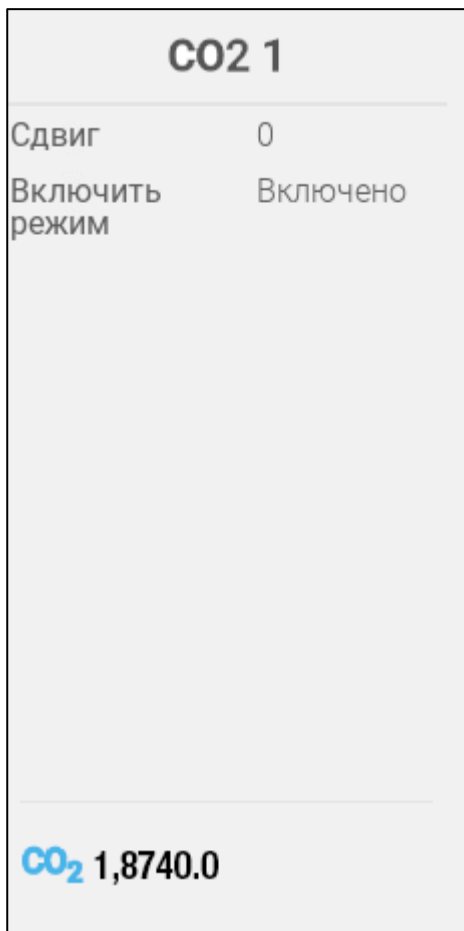 CO2 1
Сдвиг 0
Включить Включено
режим
CO₂ 1,8740.0